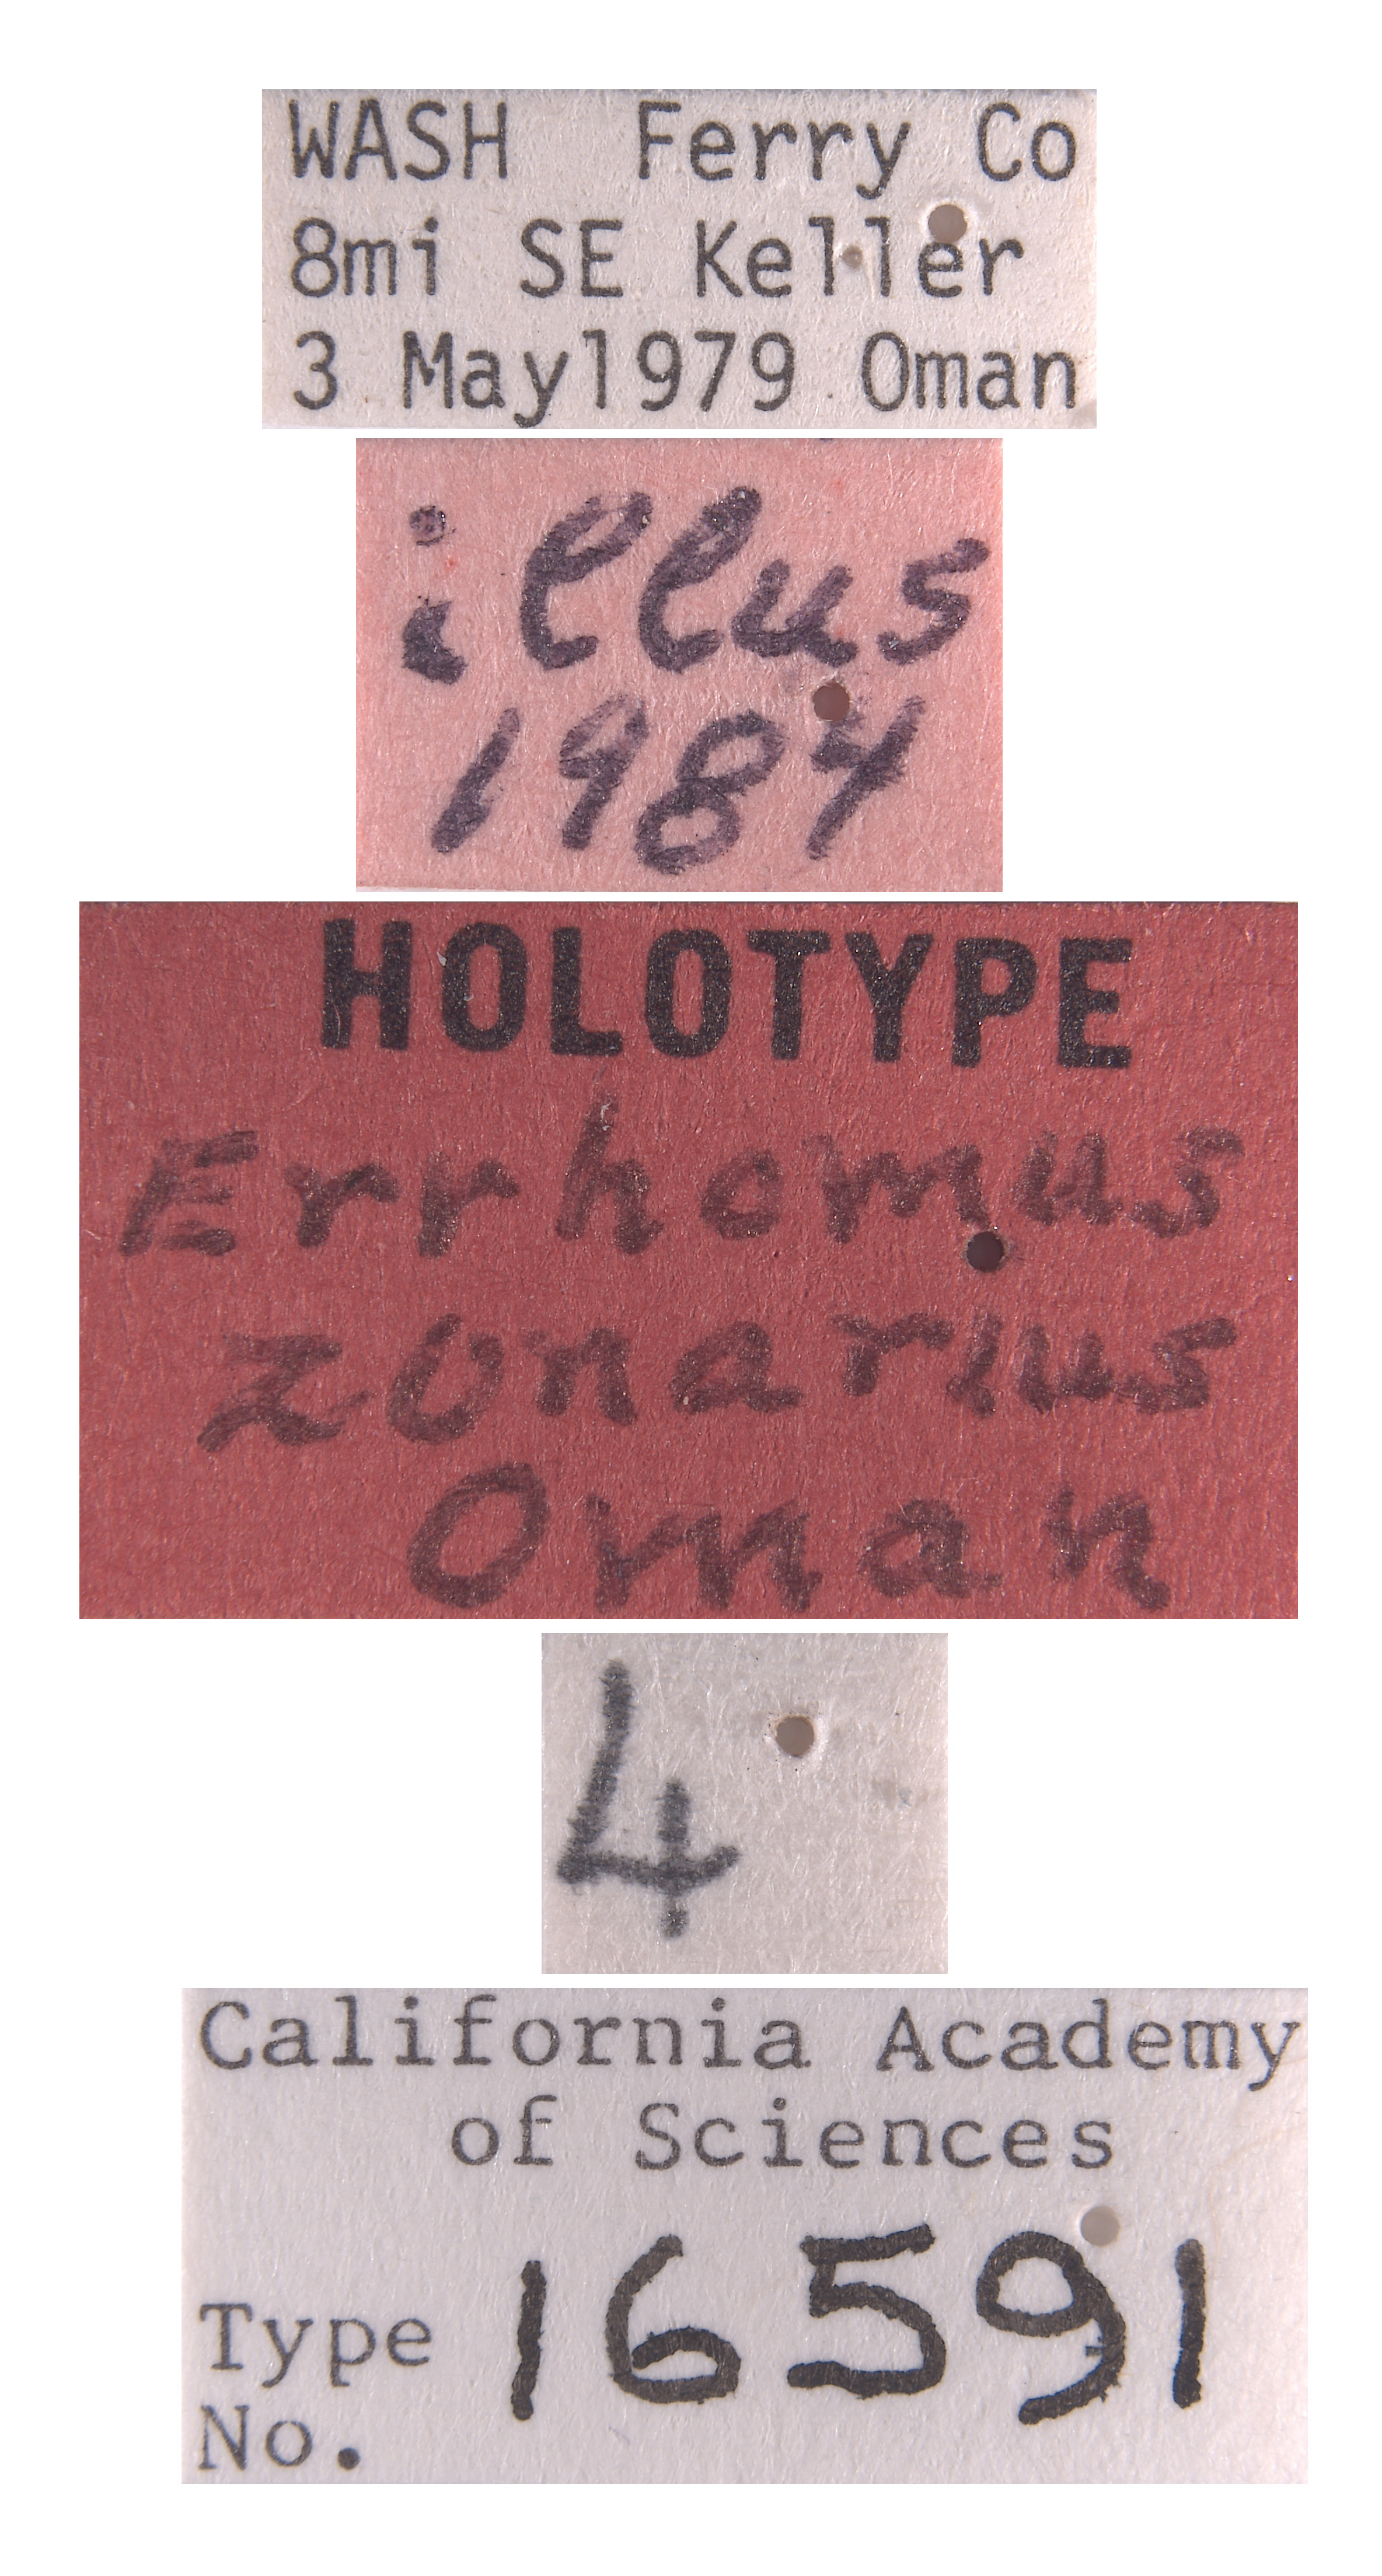 WASH Ferry Co
8mi SE Keller
3 May1979 Oman
illus
1984
HOLOTYPE
Errhomus
zonarius
Oman
4
California Academy
of Sciences
Type 16591
No.